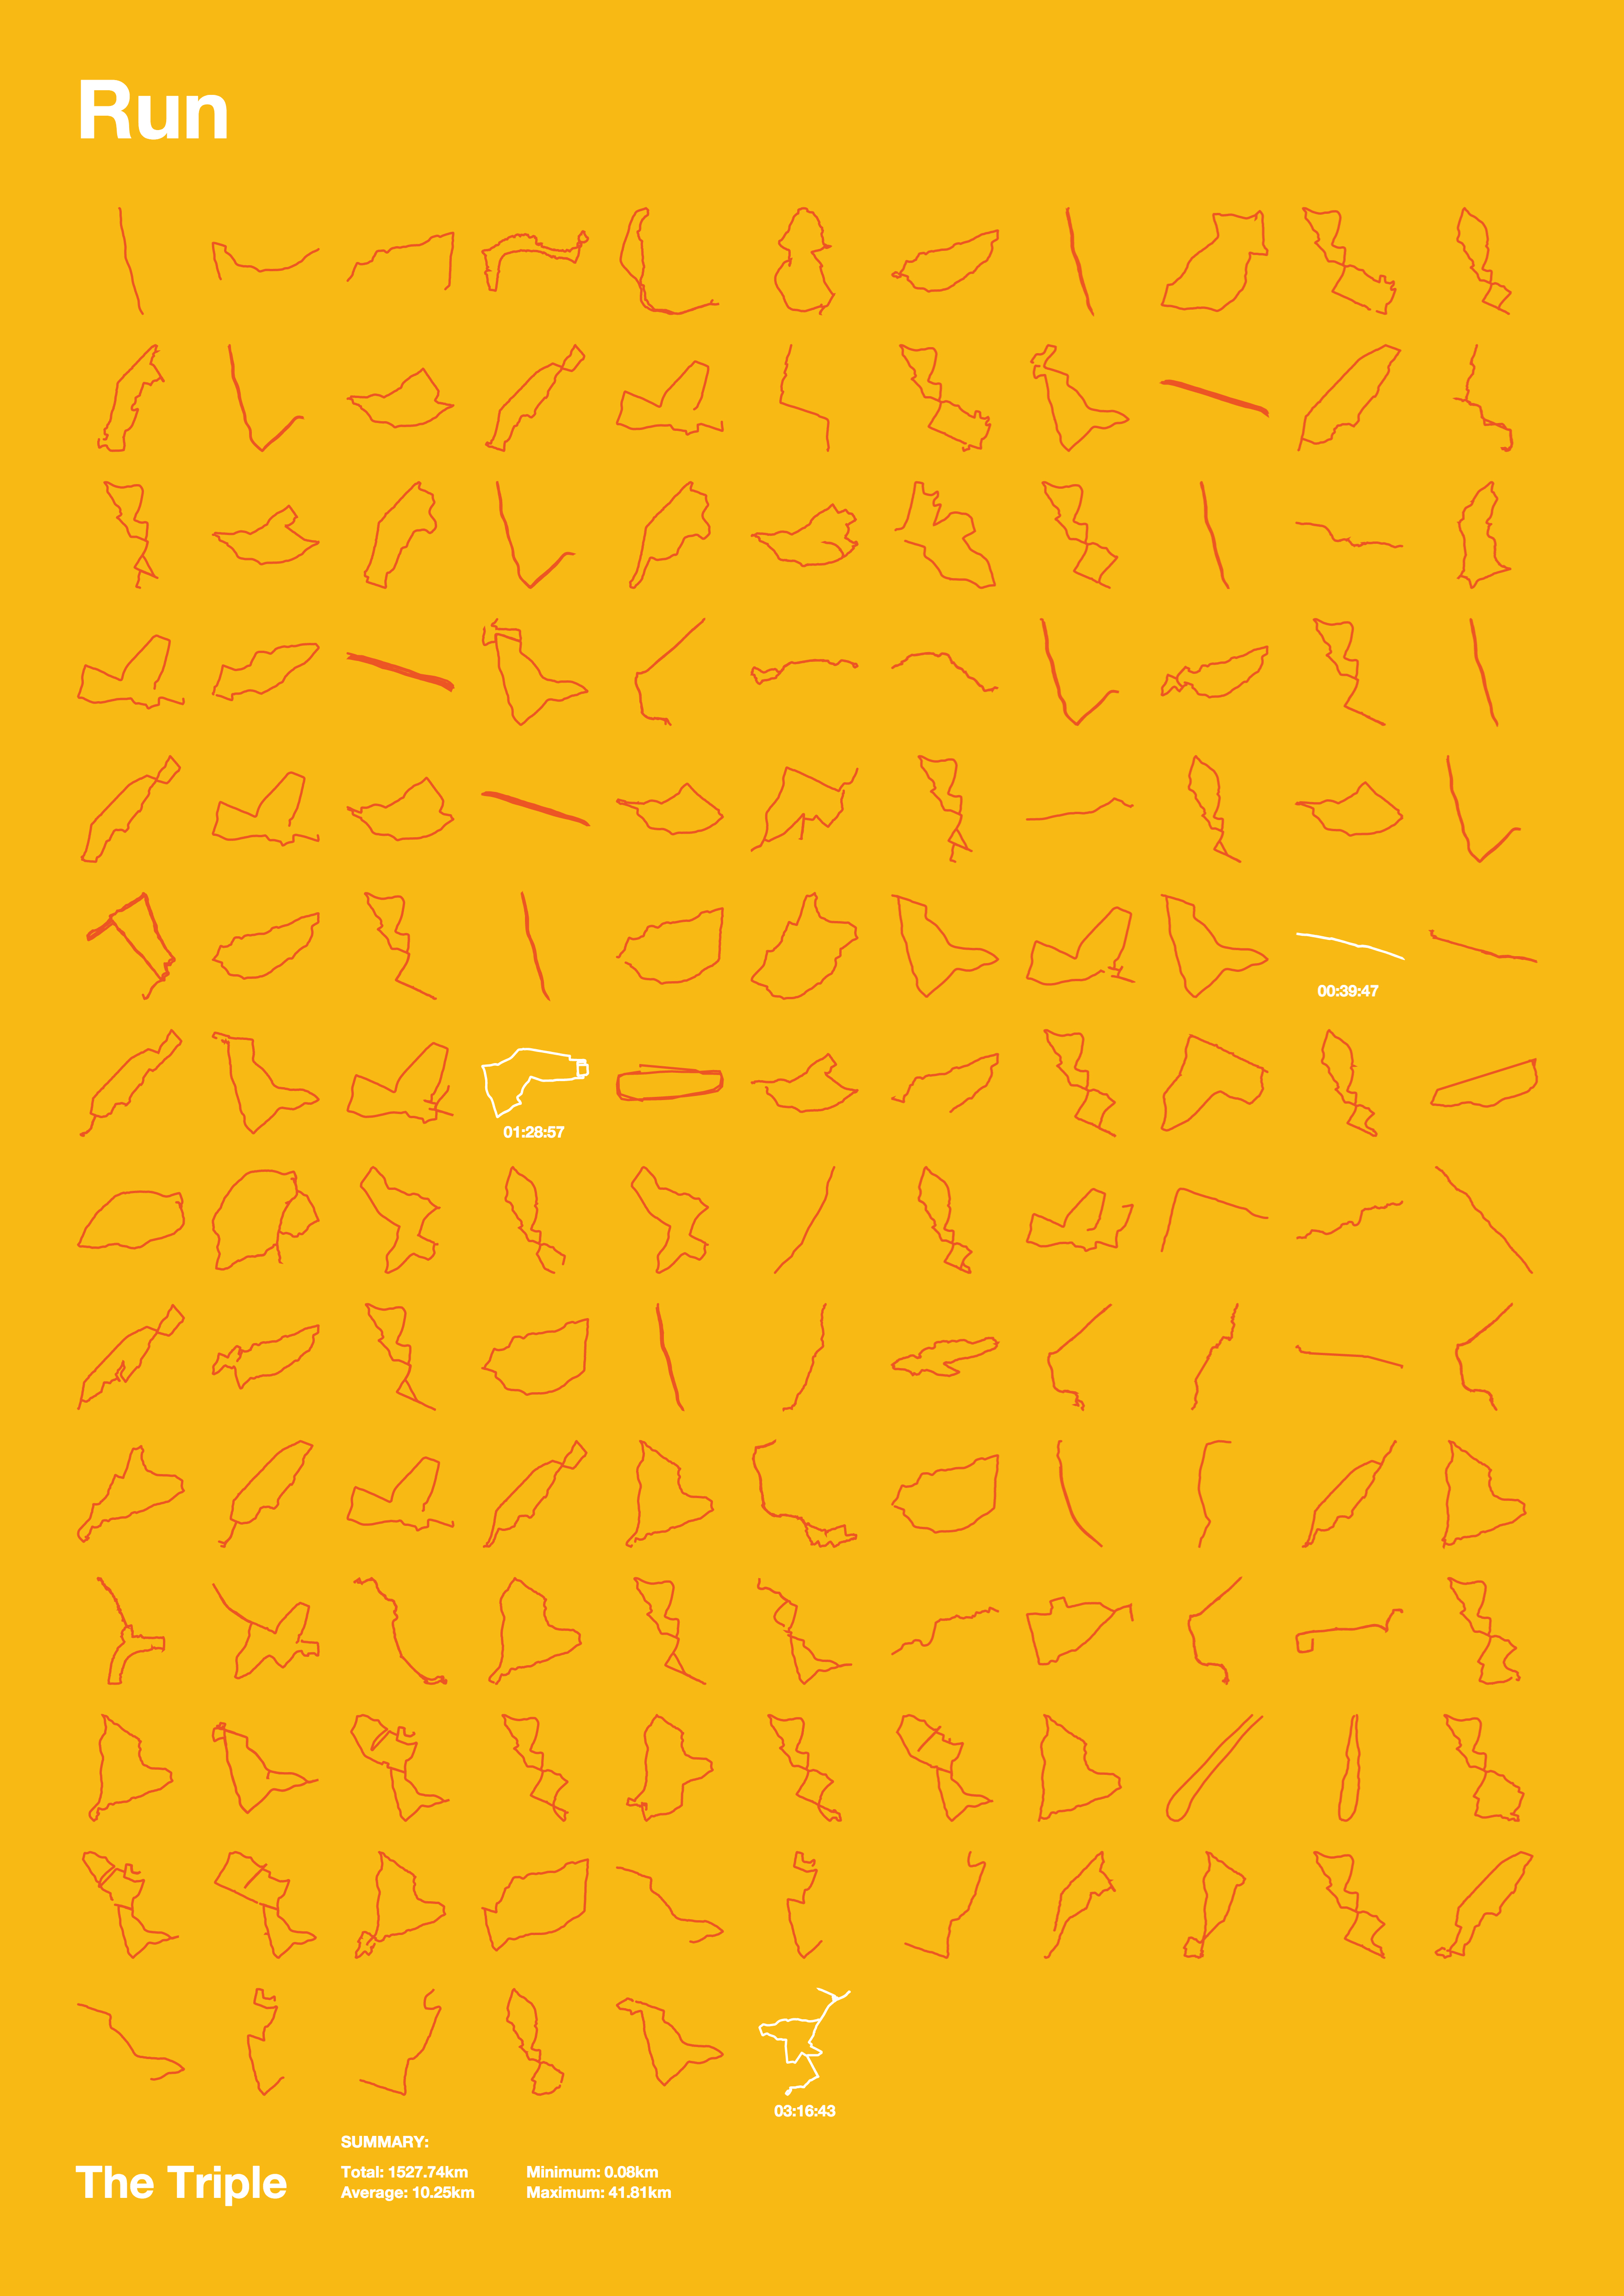 Run
00:39:47
01:28:57
03:16:43
The Triple
SUMMARY:
Total: 1527.74km
Average: 10.25km
Minimum: 0.08km
Maximum: 41.81km